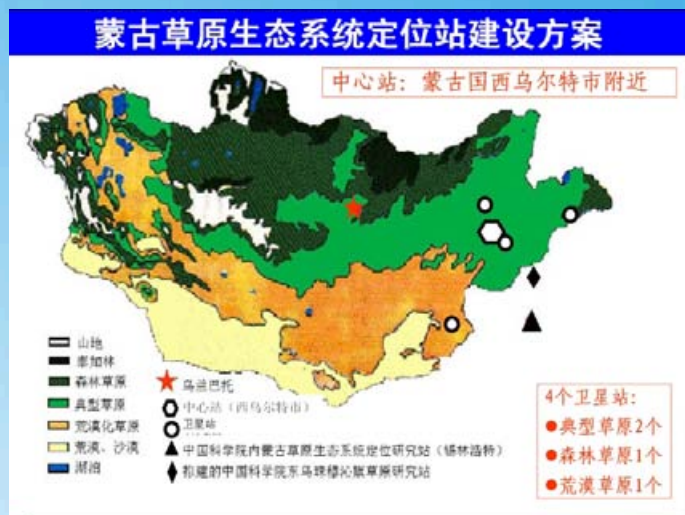 蒙古草原生态系统定位站建设方案
中心站：蒙古国西乌尔特市附近
山地
泰加林
森林草原
典型草原
荒漠化草原
荒漠、沙漠
湖泊
乌兰巴托
中心站（西乌尔特市）
卫星站
中国科学院内蒙古草原生态系统定位研究站（锡林浩特）
拟建的中国科学院东乌珠穆沁草原研究站
4个卫星站：
●典型草原2个
●森林草原1个
●荒漠草原1个